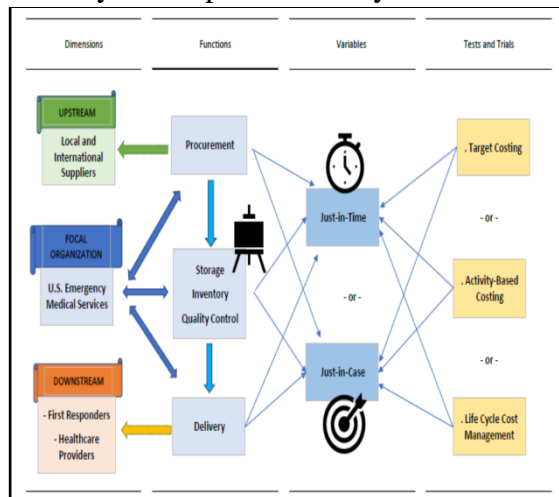 Dimensions
Functions
Variables
Tests and Trials
UPSTREAM
Local and
International
Suppliers
FOCAL
ORGANIZATION
U.S. Emergency
Medical Services
DOWNSTREAM
- First Responders
- Healthcare
Providers
Procurement
Storage
Inventory
Quality Control
Delivery
Just-in-Time
- or -
Just-in-Case
. Target Costing
- or -
. Activity-Based
Costing
- or -
. Life Cycle Cost
Management